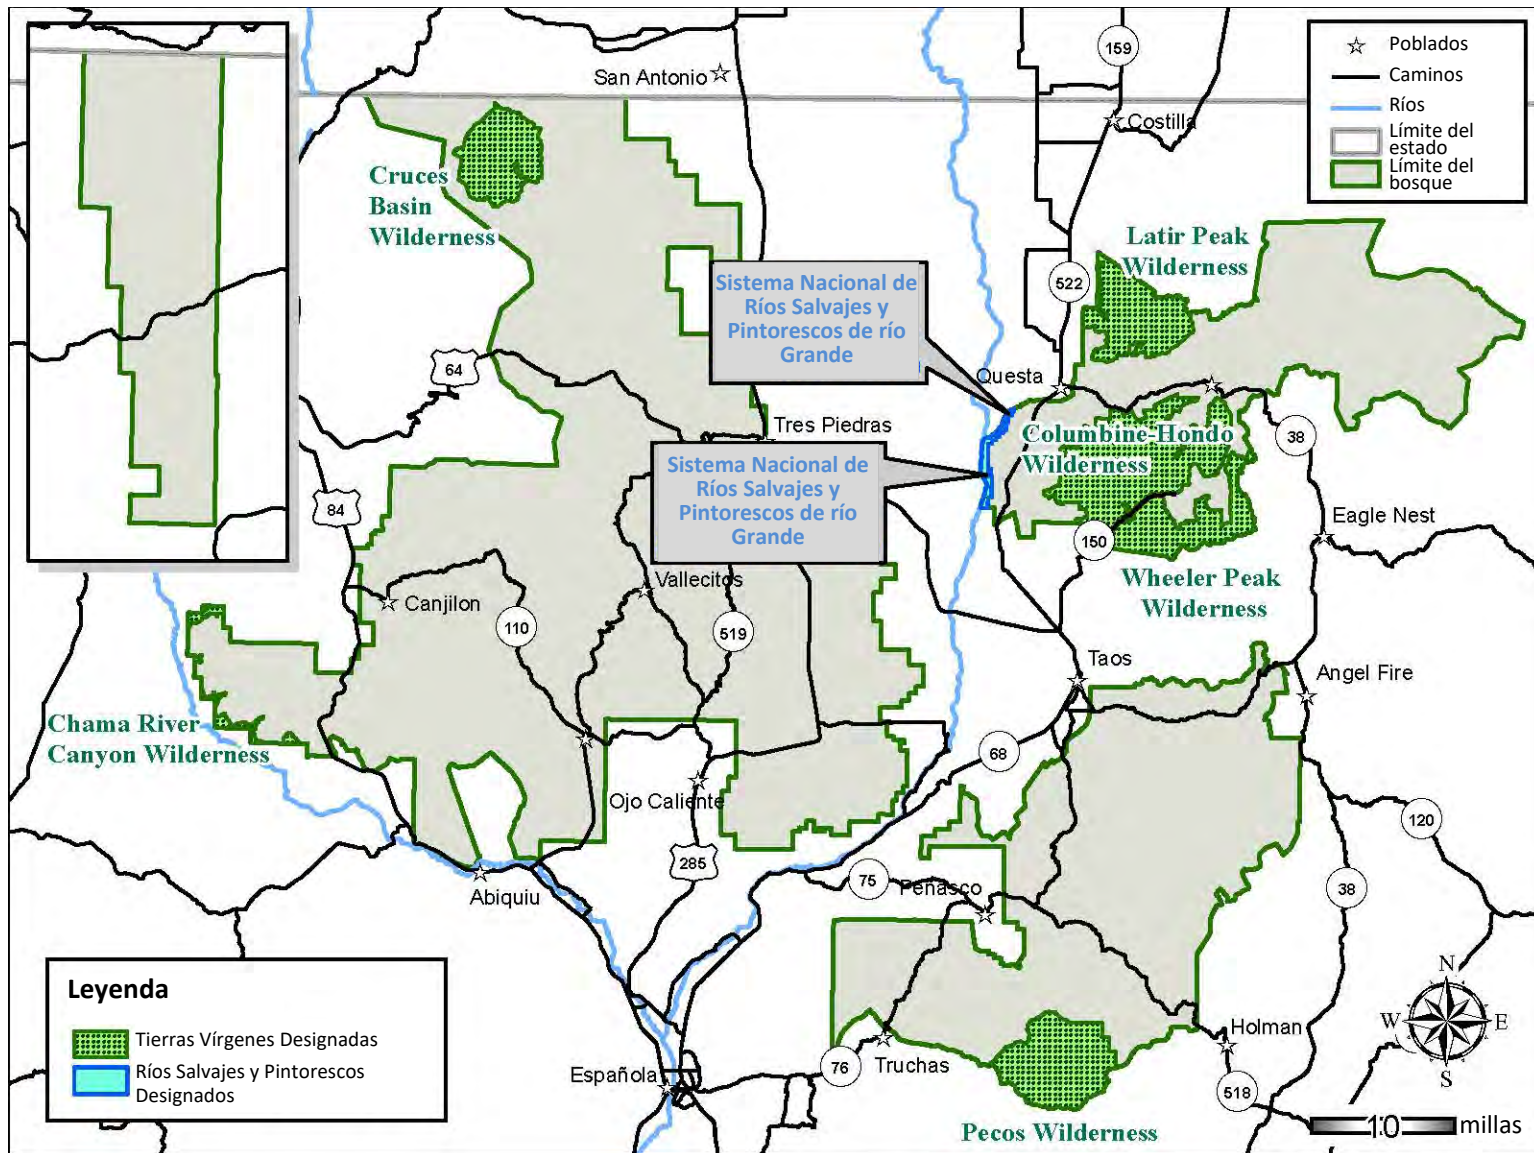 San Antonio
159
Costilla
Poblados
Caminos
Ríos
Límite del
estado
Límite del
bosque
Cruces
Basin
Wilderness
Latir Peak
Wilderness
Sistema Nacional de
Ríos Salvajes y
Pintorescos de río
Grande
522
64
Questa
Tres Piedras
Columbine-Hondo
Wilderness
38
Sistema Nacional de
Ríos Salvajes y
Pintorescos de río
Grande
84
150
Eagle Nest
Wheeler Peak
Wilderness
Vallecitos
Canjilon
110
519
Taos
Angel Fire
Chama River
Canyon Wilderness
68
Ojo Caliente
120
285
75
Peñasco
38
Abiquiu
Leyenda
Tierras Vírgenes Designadas
Ríos Salvajes y Pintorescos
Designados
N
W
E
S
Holman
Truchas
76
Española
518
Pecos Wilderness
10
millas